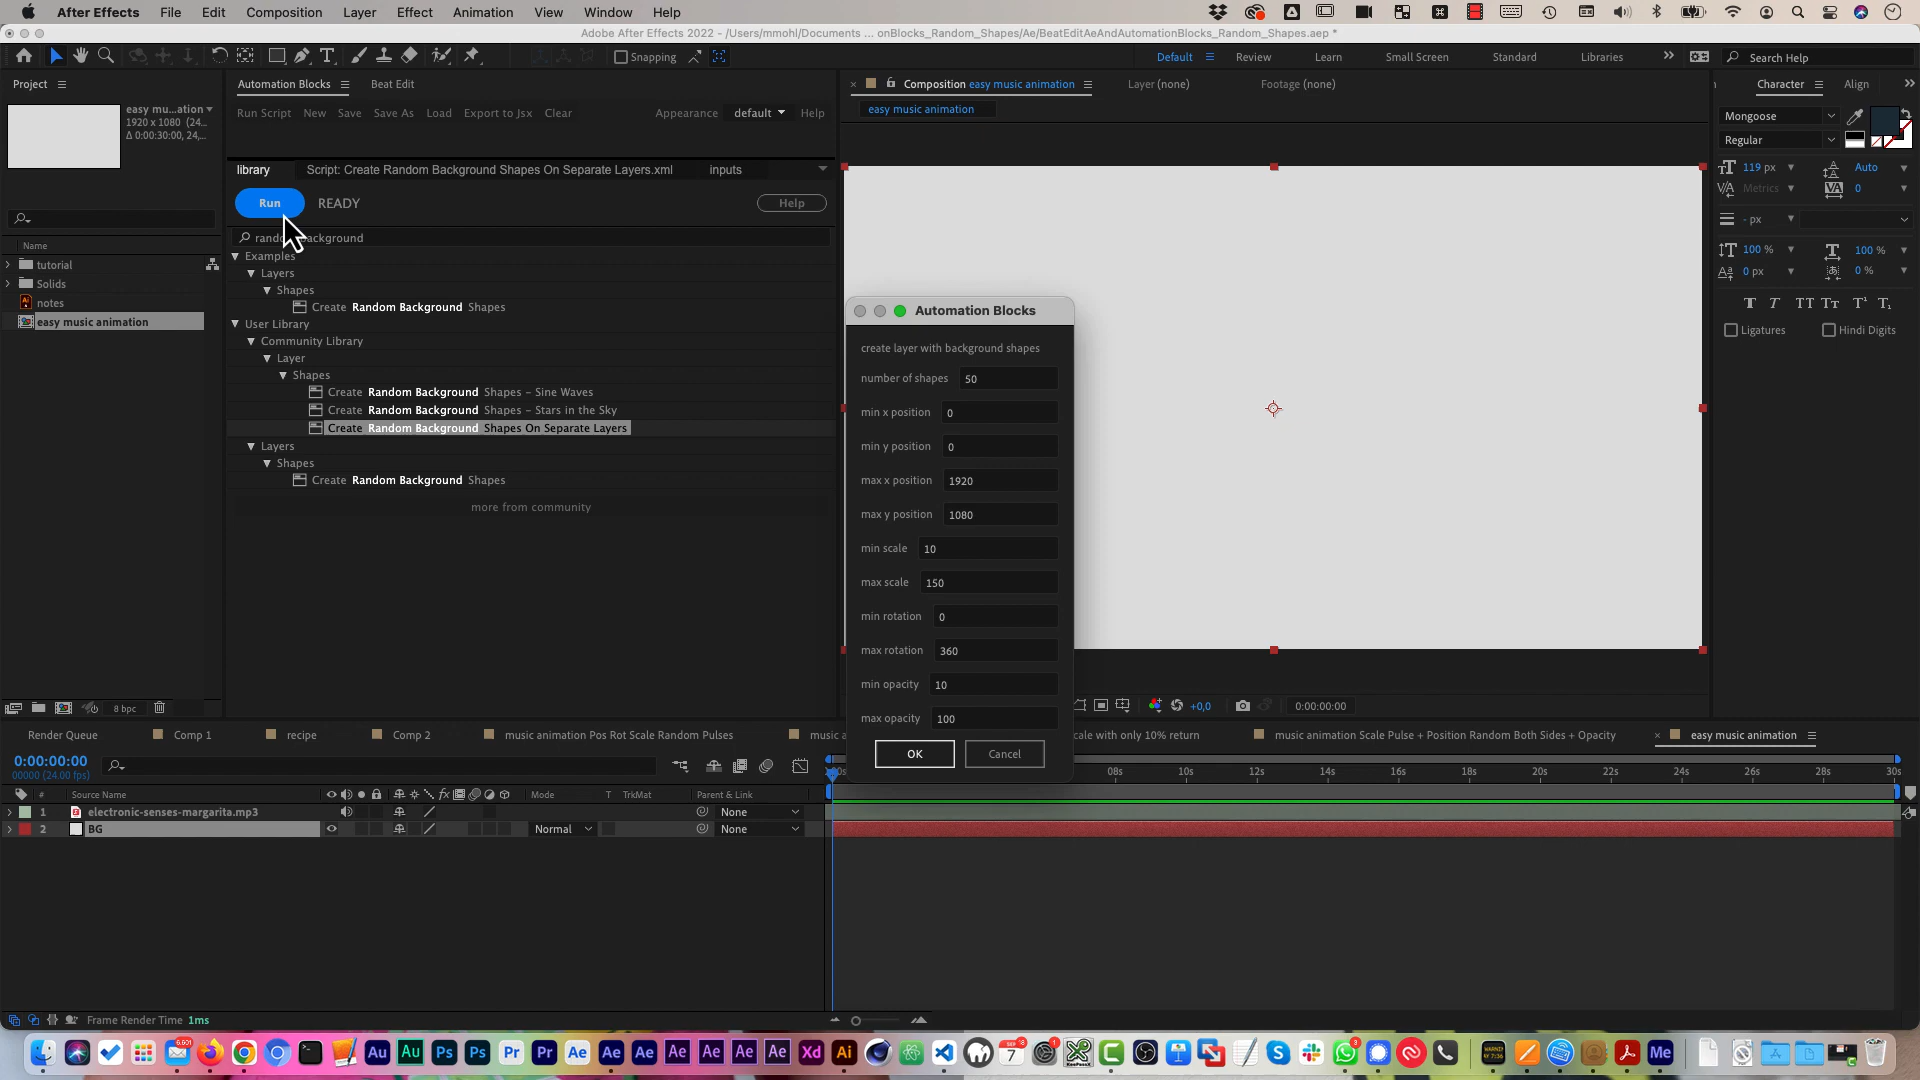 After Effects File Edit Composition Layer Effect Animation View Window Help
Adobe After Effects 2022 - /Users/mmohl/Documents ... onBlocks_Random_Shapes/Ae/BeatEditAeAndAutomationBlocks_Random_Shapes.aep *
Snapping Default Review Learn Small Screen Standard Libraries Search Help
Project Automation Blocks Beat Edit Composition easy music animation Layer (none) Footage (none) Character Align
easy mu...ation
1920 x 1080 (24...
Δ 0:00:30:00, 24,...
Run Script New Save Save As Load Export to Jsx Clear Appearance default Help
easy music animation
Mongoose
Regular
library Script: Create Random Background Shapes On Separate Layers.xml inputs
Run READY Help
119 px Auto
Metrics 0
- px
100 % 100 %
0 px 0 %
T T TT Tт T¹ T₁
Ligatures Hindi Digits
Name
tutorial
Solids
notes
easy music animation
Examples
Layers
Shapes
Create Random Background Shapes
User Library
Community Library
Layer
Shapes
Create Random Background Shapes - Sine Waves
Create Random Background Shapes - Stars in the Sky
Create Random Background Shapes On Separate Layers
Layers
Shapes
Create Random Background Shapes
more from community
Automation Blocks
create layer with background shapes
number of shapes 50
min x position 0
min y position 0
max x position 1920
max y position 1080
min scale 10
max scale 150
min rotation 0
max rotation 360
min opacity 10
max opacity 100
OK Cancel
8 bpc
+0,0 0:00:00:00
Render Queue Comp 1 recipe Comp 2 music animation Pos Rot Scale Random Pulses music a cale with only 10% return music animation Scale Pulse + Position Random Both Sides + Opacity easy music animation
0:00:00:00
00000 (24.00 fps)
08s 10s 12s 14s 16s 18s 20s 22s 24s 26s 28s 30s
# Source Name Mode T TrkMat Parent & Link
1 electronic-senses-margarita.mp3 None
2 BG Normal None
Frame Render Time 1ms